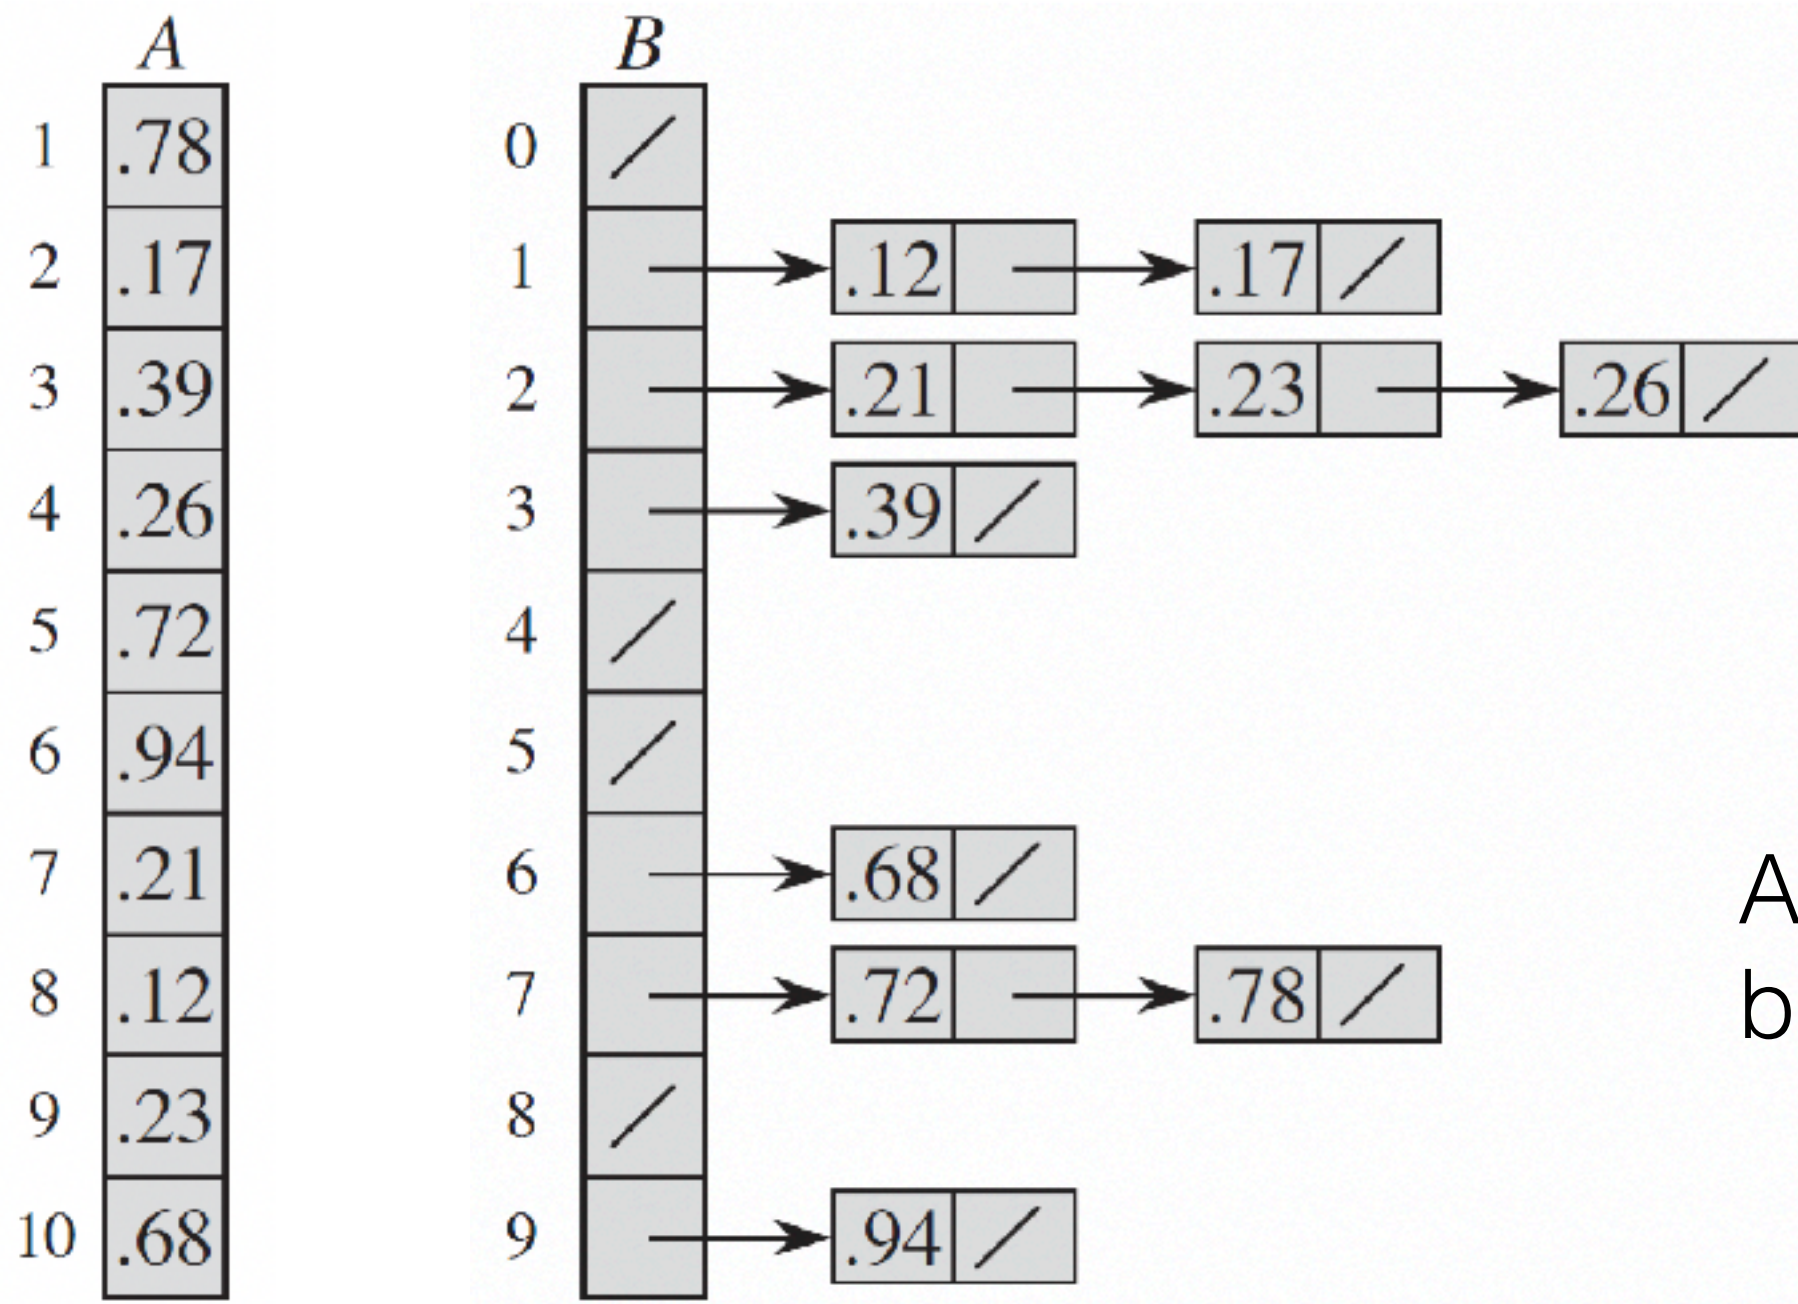 A B
1 .78 0
2 .17 1 .12 .17
3 .39 2 .21 .23 .26
4 .26 3 .39
5 .72 4
6 .94 5
7 .21 6 .68
A
8 .12 7 .72 .78
b
9 .23 8
10 .68 9 .94